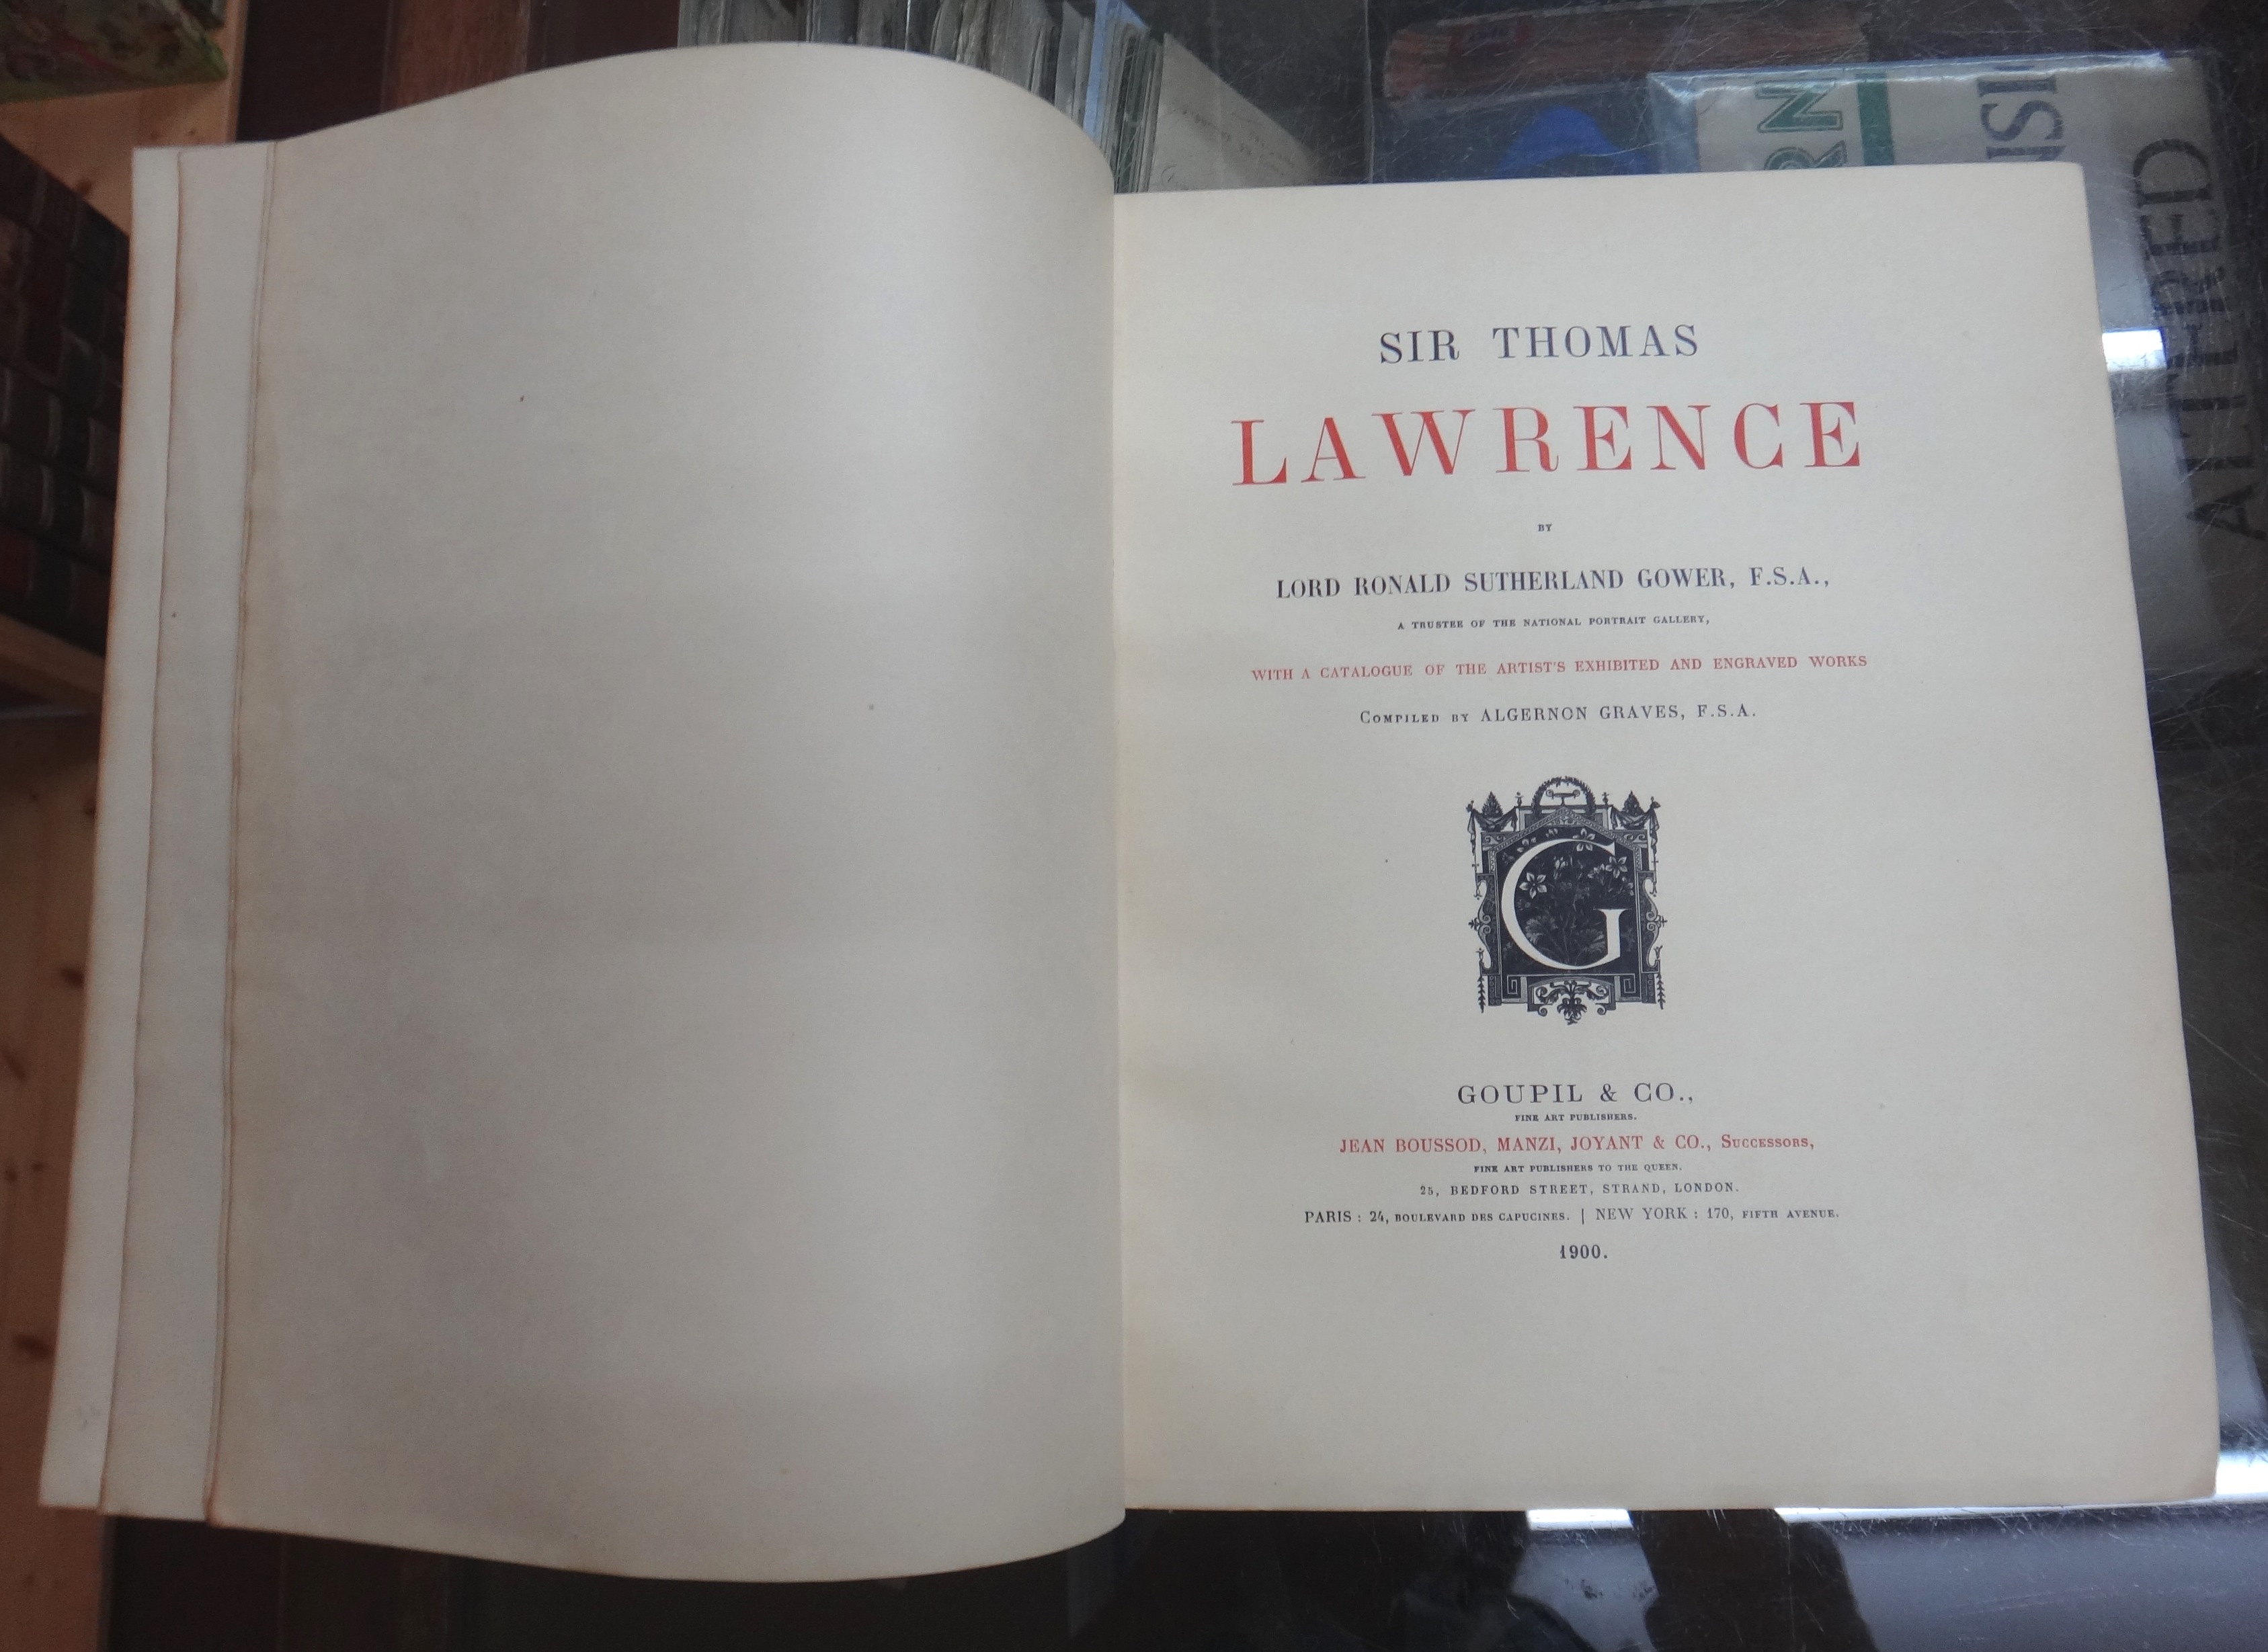 SIR THOMAS
LAWRENCE
BY
LORD RONALD SUTHERLAND GOWER, F.S.A.,
A TRUSTEE OF THE NATIONAL PORTRAIT GALLERY,
WITH A CATALOGUE OF THE ARTIST'S EXHIBITED AND ENGRAVED WORKS
COMPILED BY ALGERNON GRAVES, F.S.A.
G
GOUPIL & CO.,
FINE ART PUBLISHERS.
JEAN BOUSSOD, MANZI, JOYANT & CO., SUCCESSORS,
FINE ART PUBLISHERS TO THE QUEEN.
25, BEDFORD STREET, STRAND, LONDON.
PARIS : 24, BOULEVARD DES CAPUCINES. | NEW YORK : 170, FIFTH AVENUE.
1900.
ALFRED